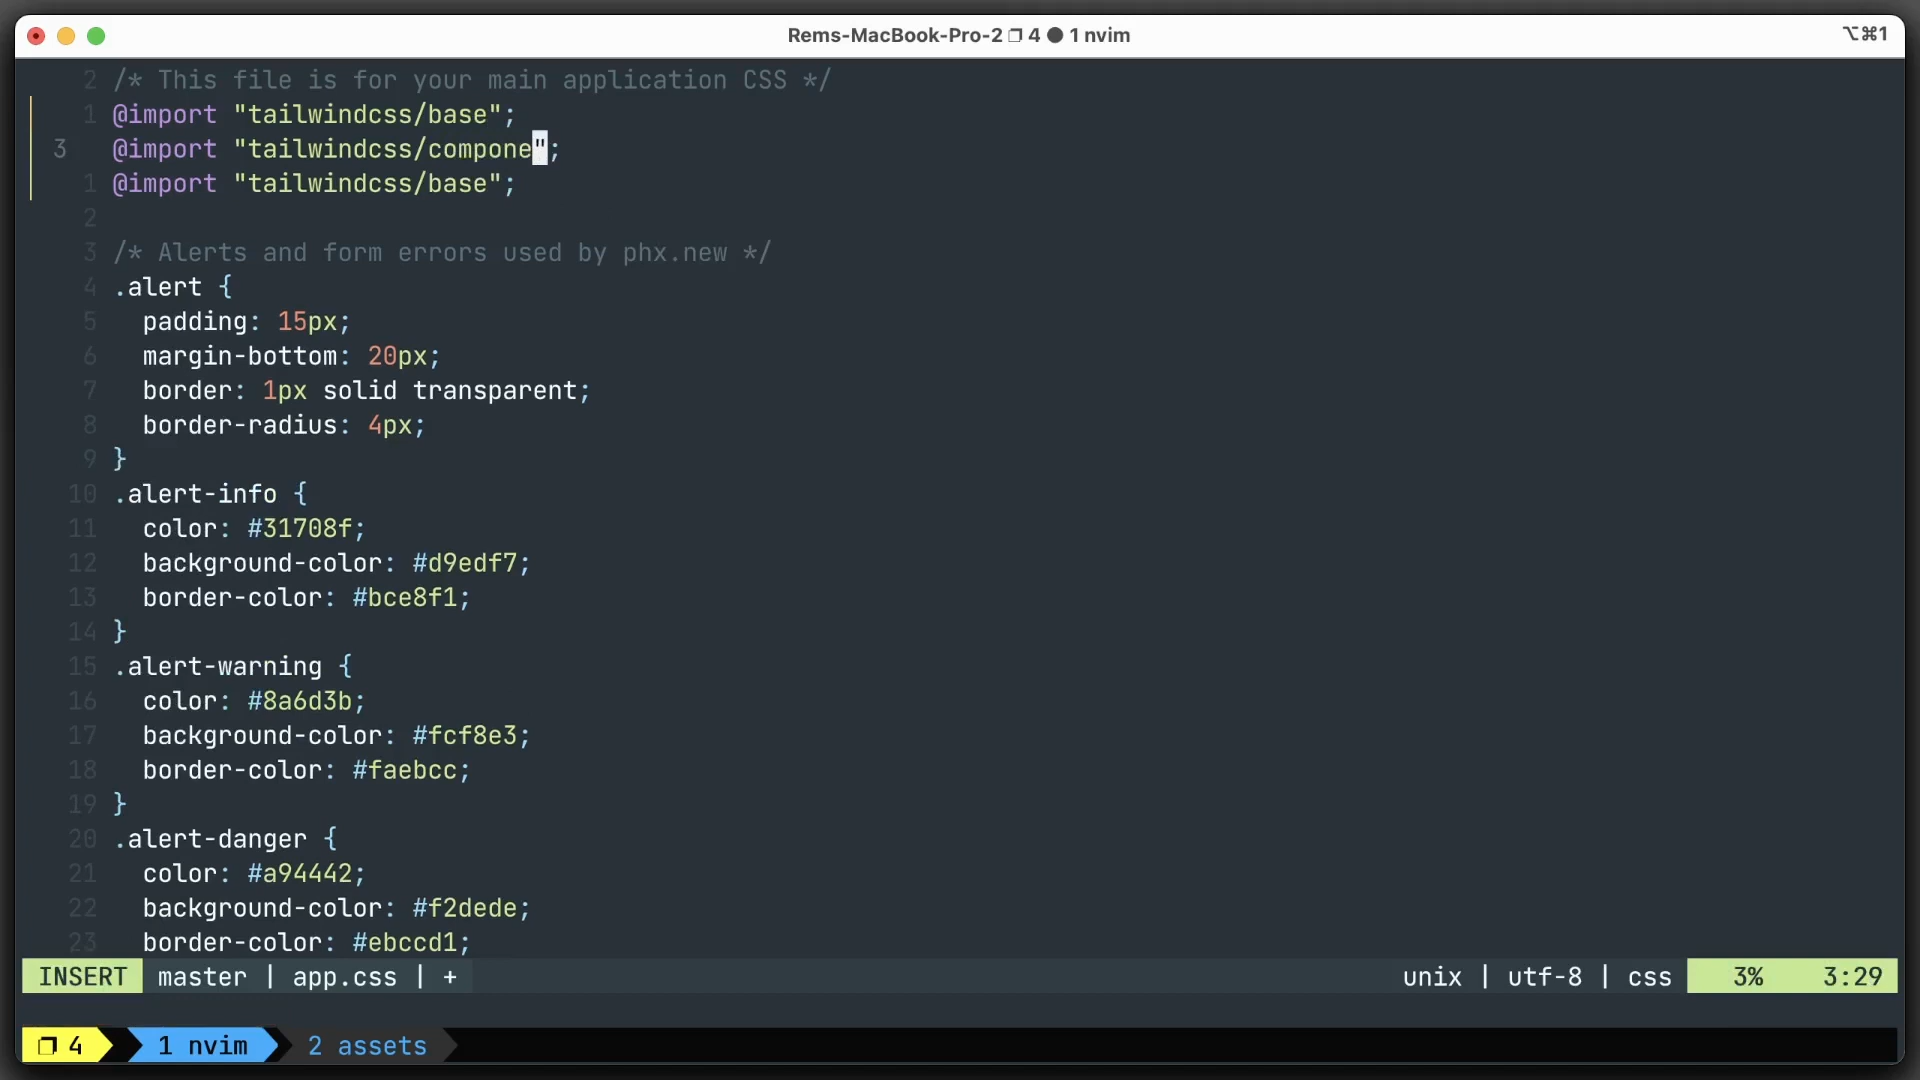 Rems-MacBook-Pro-2 ❐ 4 ● 1 nvim
⌥⌘1
2 /* This file is for your main application CSS */
1 @import "tailwindcss/base";
3 @import "tailwindcss/compone";
1 @import "tailwindcss/base";
2
3 /* Alerts and form errors used by phx.new */
4 .alert {
5   padding: 15px;
6   margin-bottom: 20px;
7   border: 1px solid transparent;
8   border-radius: 4px;
9 }
10 .alert-info {
11   color: #31708f;
12   background-color: #d9edf7;
13   border-color: #bce8f1;
14 }
15 .alert-warning {
16   color: #8a6d3b;
17   background-color: #fcf8e3;
18   border-color: #faebcc;
19 }
20 .alert-danger {
21   color: #a94442;
22   background-color: #f2dede;
23   border-color: #ebccd1;
INSERT master | app.css | + unix | utf-8 | css 3% 3:29
❐ 4 1 nvim 2 assets